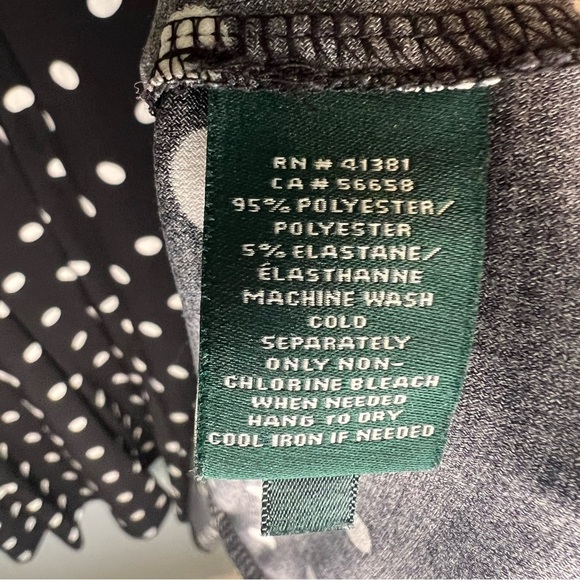 RN # 41381
CA # 56658
95% POLYESTER/
POLYESTER
5% ELASTANE/
ÉLASTHANNE
MACHINE WASH
COLD
SEPARATELY
ONLY NON-
CHLORINE BLEACH
WHEN NEEDED
HANG TO DRY
COOL IRON IF NEEDED